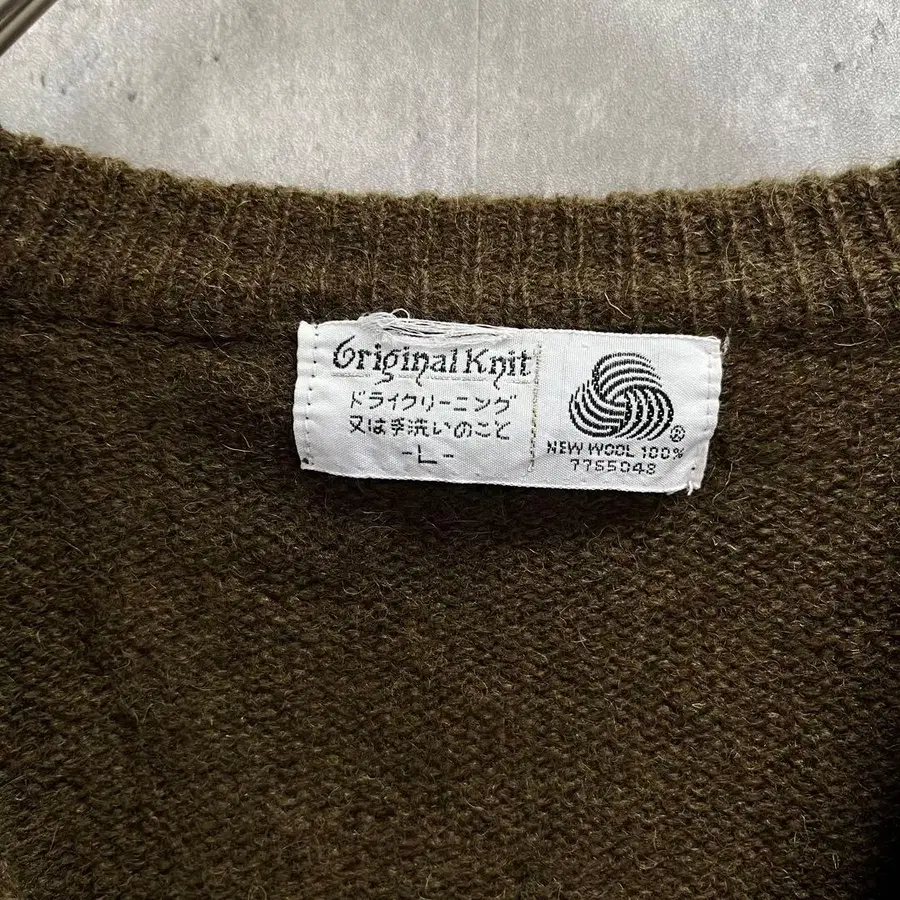 Original Knit
ドライクリーニング
又は手洗いのこと
-L-
®
NEW WOOL 100%
7755048